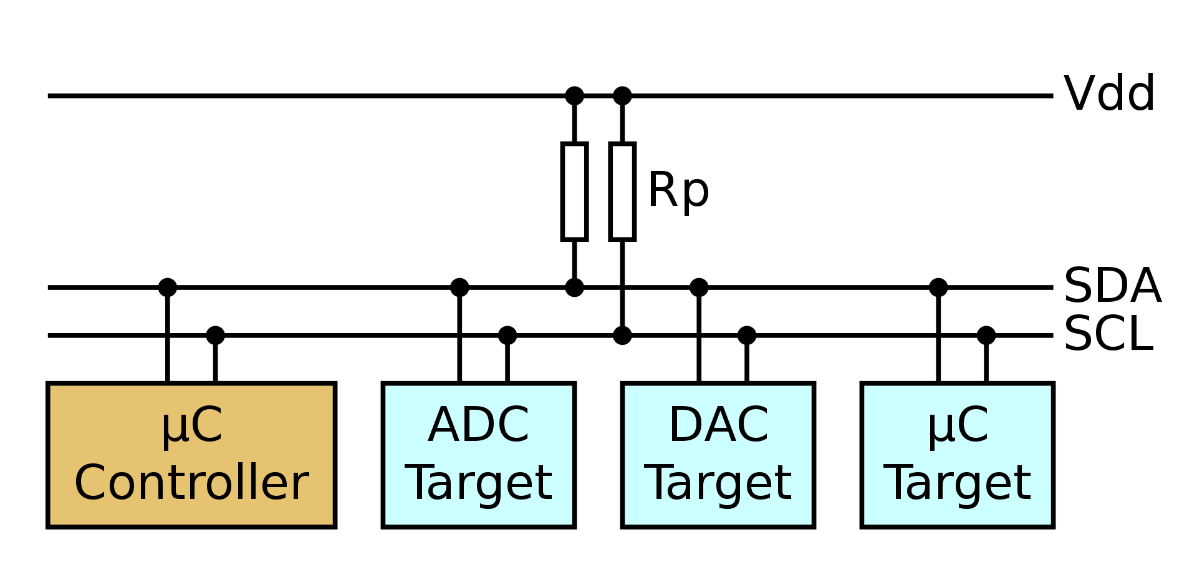 Vdd
Rp
SDA
SCL
µC
Controller
ADC
Target
DAC
Target
µC
Target